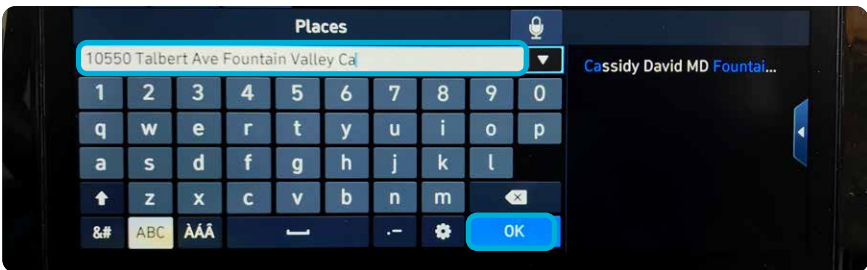 Places
10550 Talbert Ave Fountain Valley Ca
Cassidy David MD Fountai...
1 2 3 4 5 6 7 8 9 0
q w e r t y u i o p
a s d f g h j k l
z x c v b n m
&# ABC ÀÁÂ .- OK